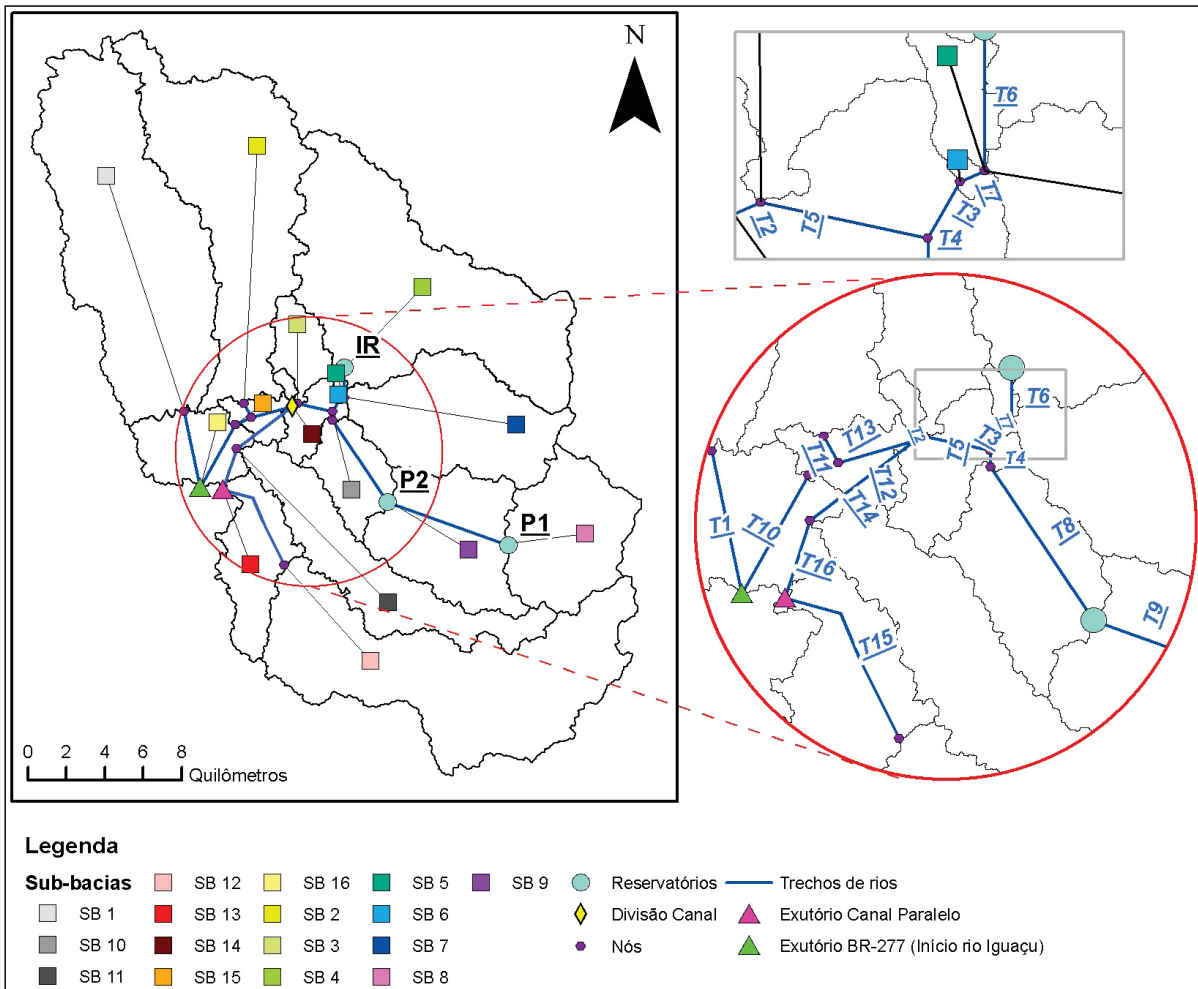 N
IR
P2
P1
0 2 4 6 8
Quilômetros
T6
T7
T3
T2
T5
T4
T6
T7
T13
T2
T3
T5
T4
T11
T12
T14
T8
T1
T10
T16
T9
T15
Legenda
Sub-bacias
SB 1
SB 10
SB 11
SB 12
SB 13
SB 14
SB 15
SB 16
SB 2
SB 3
SB 4
SB 5
SB 6
SB 7
SB 8
SB 9
Reservatórios
Divisão Canal
Nós
Trechos de rios
Exutório Canal Paralelo
Exutório BR-277 (Início rio Iguaçu)